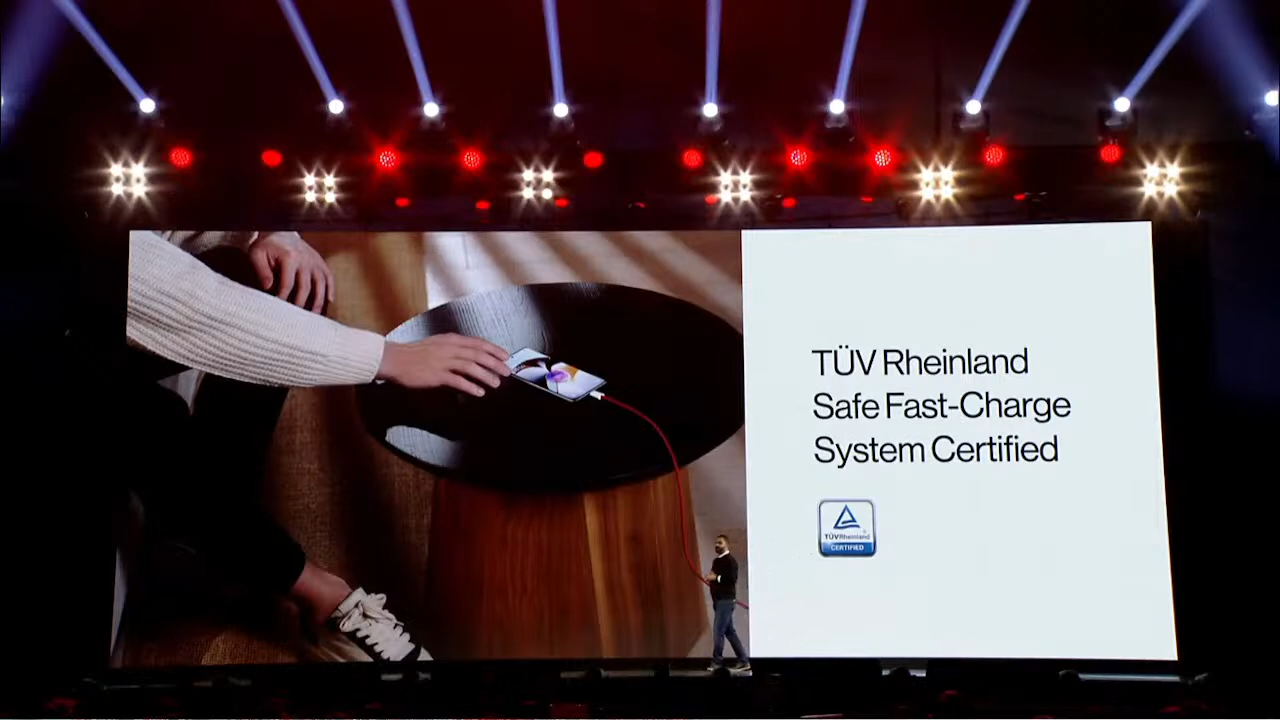 TÜV Rheinland
Safe Fast-Charge
System Certified
TÜVRheinland
CERTIFIED